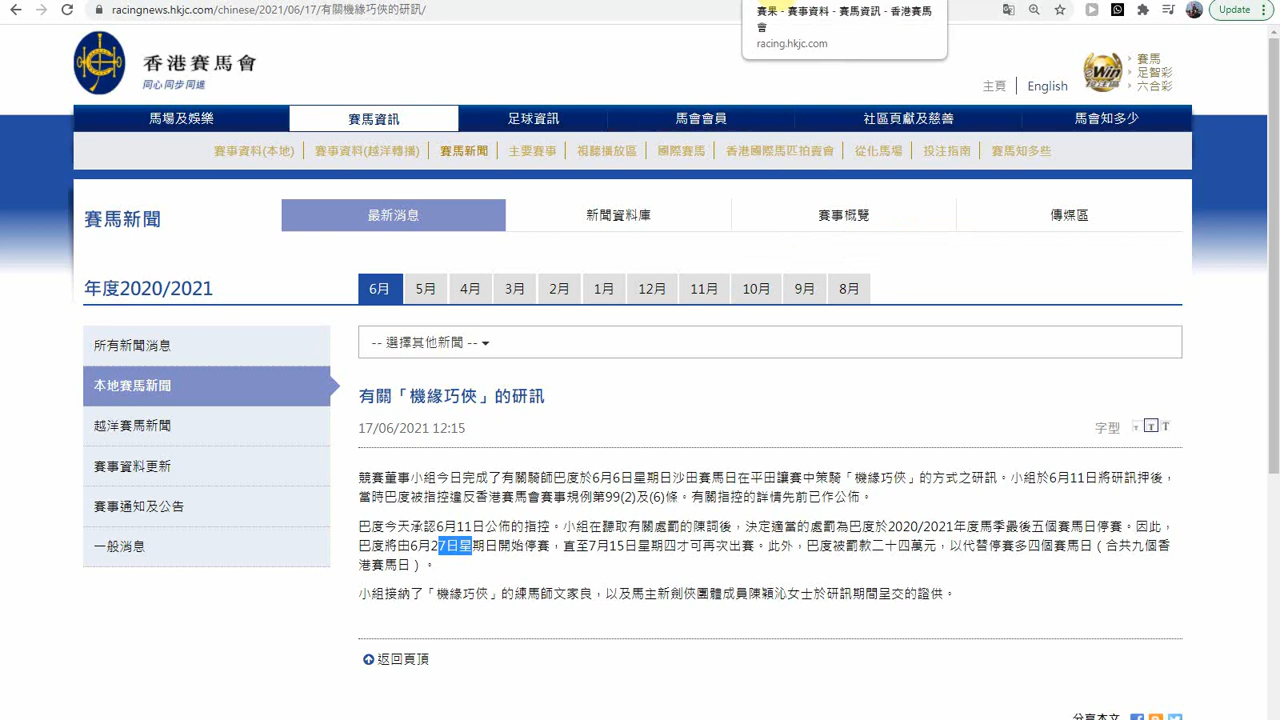 racingnews.hkjc.com/chinese/2021/06/17/有關機緣巧俠的研訊/
賽果 - 賽事資料 - 賽馬資訊 - 香港賽馬
會
racing.hkjc.com
Update
香港賽馬會
同心同步同進
主頁 English
eWin
賽馬
足智彩
六合彩
馬場及娛樂 賽馬資訊 足球資訊 馬會會員 社區貢獻及慈善 馬會知多少
賽事資料(本地) 賽事資料(越洋轉播) 賽馬新聞 主要賽事 視聽播放區 國際賽馬 香港國際馬匹拍賣會 從化馬場 投注指南 賽馬知多些
賽馬新聞
最新消息 新聞資料庫 賽事概覽 傳媒區
年度2020/2021
6月 5月 4月 3月 2月 1月 12月 11月 10月 9月 8月
所有新聞消息
本地賽馬新聞
越洋賽馬新聞
賽事資料更新
賽事通知及公告
一般消息
-- 選擇其他新聞 --
有關「機緣巧俠」的研訊
17/06/2021 12:15
字型 T T T
競賽董事小組今日完成了有關騎師巴度於6月6日星期日沙田賽馬日在平田讓賽中策騎「機緣巧俠」的方式之研訊。小組於6月11日將研訊押後，
當時巴度被指控違反香港賽馬會賽事規例第99(2)及(6)條。有關指控的詳情先前已作公佈。
巴度今天承認6月11日公佈的指控。小組在聽取有關處罰的陳詞後，決定適當的處罰為巴度於2020/2021年度馬季最後五個賽馬日停賽。因此，
巴度將由6月27日星期日開始停賽，直至7月15日星期四才可再次出賽。此外，巴度被罰款二十四萬元，以代替停賽多四個賽馬日（合共九個香
港賽馬日）。
小組接納了「機緣巧俠」的練馬師文家良，以及馬主新劍俠團體成員陳穎沁女士於研訊期間呈交的證供。
返回頁頂
分享本文